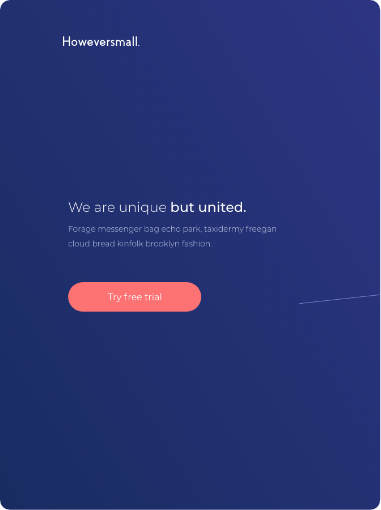 Howeversmall.
We are unique but united.
Forage messenger bag echo park, taxidermy freegan
cloud bread kinfolk brooklyn fashion.
Try free trial